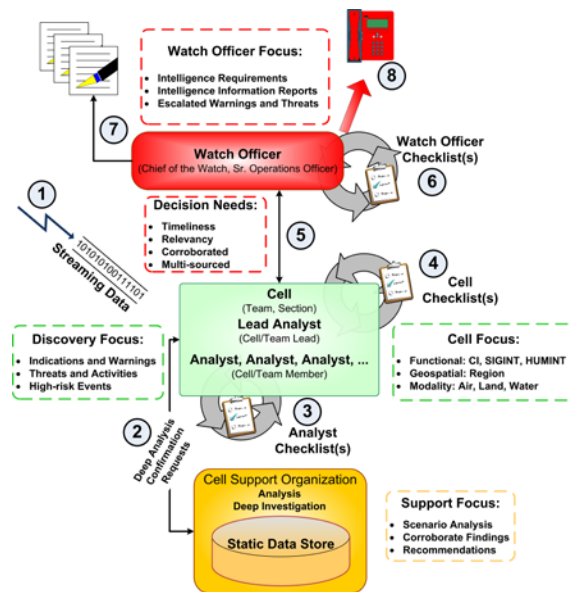 Watch Officer Focus:
• Intelligence Requirements
• Intelligence Information Reports
• Escalated Warnings and Threats
8
7
Watch Officer
(Chief of the Watch, Sr. Operations Officer)
Watch Officer
Checklist(s)
6
1
101010100111101
Streaming Data
Decision Needs:
• Timeliness
• Relevancy
• Corroborated
• Multi-sourced
5
4
Cell
Checklist(s)
Cell
(Team, Section)
Lead Analyst
(Cell/Team Lead)
Analyst, Analyst, Analyst, ...
(Cell/Team Member)
Discovery Focus:
• Indications and Warnings
• Threats and Activities
• High-risk Events
Cell Focus:
• Functional: CI, SIGINT, HUMINT
• Geospatial: Region
• Modality: Air, Land, Water
2
Deep Analysis
Confirmation
Requests
3
Analyst
Checklist(s)
Cell Support Organization
Analysis
Deep Investigation
Static Data Store
Support Focus:
• Scenario Analysis
• Corroborate Findings
• Recommendations